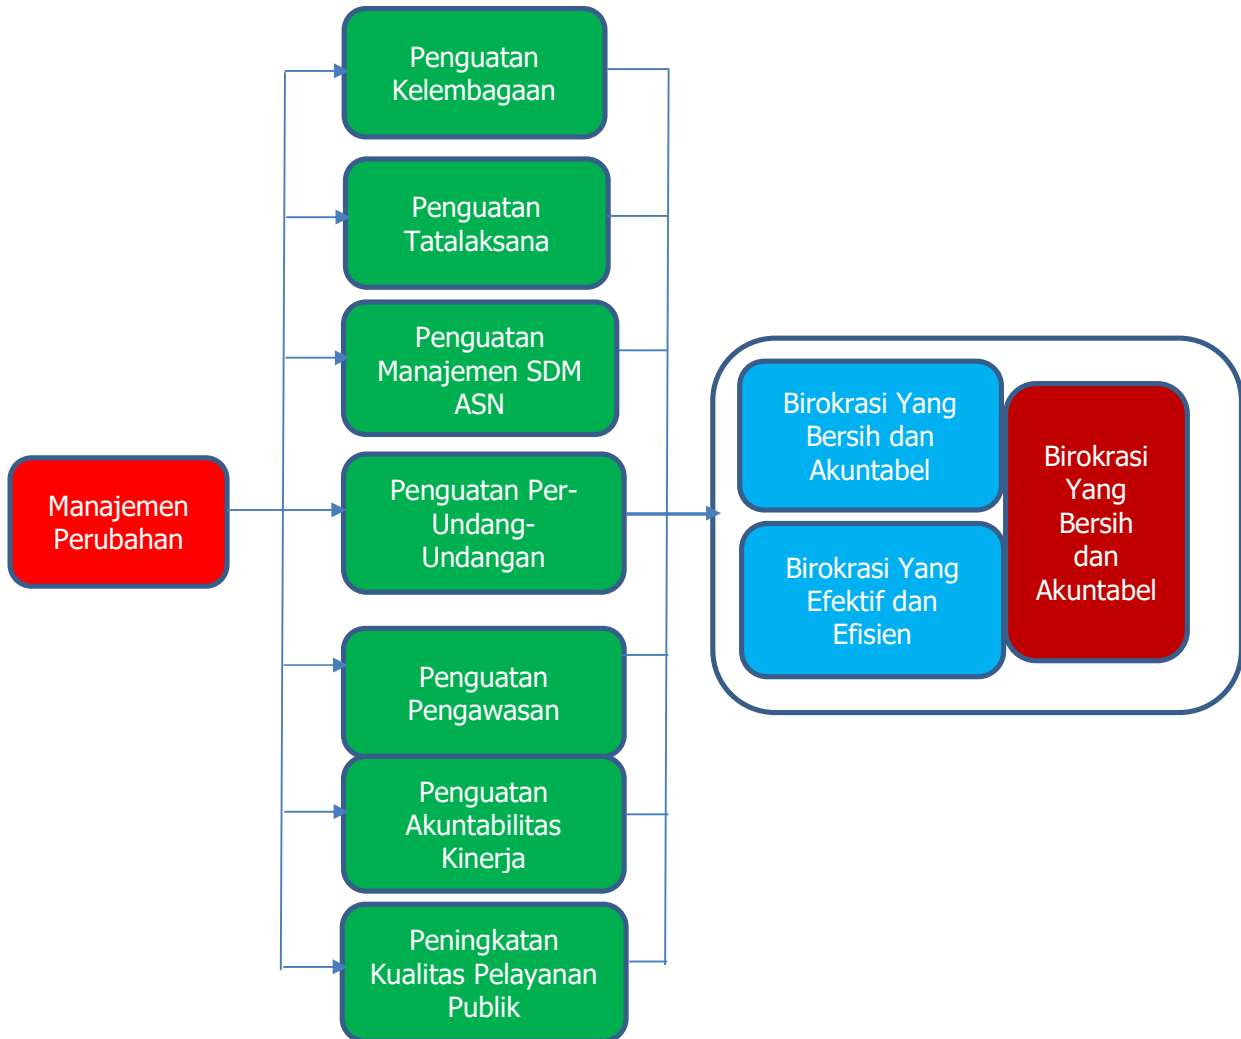 Manajemen
Perubahan
Penguatan
Kelembagaan
Penguatan
Tatalaksana
Penguatan
Manajemen SDM
ASN
Penguatan Per-
Undang-
Undangan
Penguatan
Pengawasan
Penguatan
Akuntabilitas
Kinerja
Peningkatan
Kualitas Pelayanan
Publik
Birokrasi Yang
Bersih dan
Akuntabel
Birokrasi Yang
Efektif dan
Efisien
Birokrasi
Yang
Bersih
dan
Akuntabel